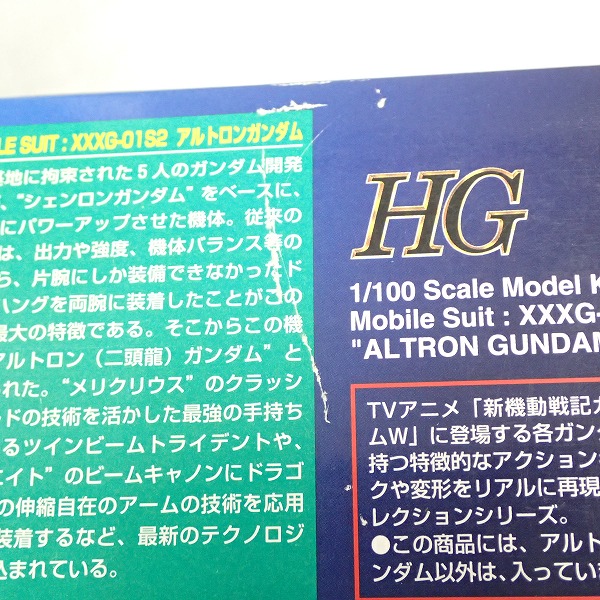 LE SUIT : XXXG-01S2 アルトロンガンダム
基地に拘束された5人のガンダム開発
"シェンロンガンダム"をベースに、
にパワーアップさせた機体。従来の
は、出力や強度、機体バランス等の
ら、片腕にしか装備できなかったド
ハングを両腕に装着したことがこの
最大の特徴である。そこからこの機
アルトロン（二頭龍）ガンダム"と
れた。"メリクリウス"のクラッシ
ードの技術を活かした最強の手持ち
るツインビームトライデントや、
エイト"のビームキャノンにドラゴ
の伸縮自在のアームの技術を応用
装着するなど、最新のテクノロジ
込まれている。
HG
1/100 Scale Model K
Mobile Suit : XXXG-
"ALTRON GUNDAM
TVアニメ「新機動戦記ガ
ムW」に登場する各ガンダ
持つ特徴的なアクション
クや変形をリアルに再現
レクションシリーズ。
●この商品には、アルト
ンダム以外は、入ってい